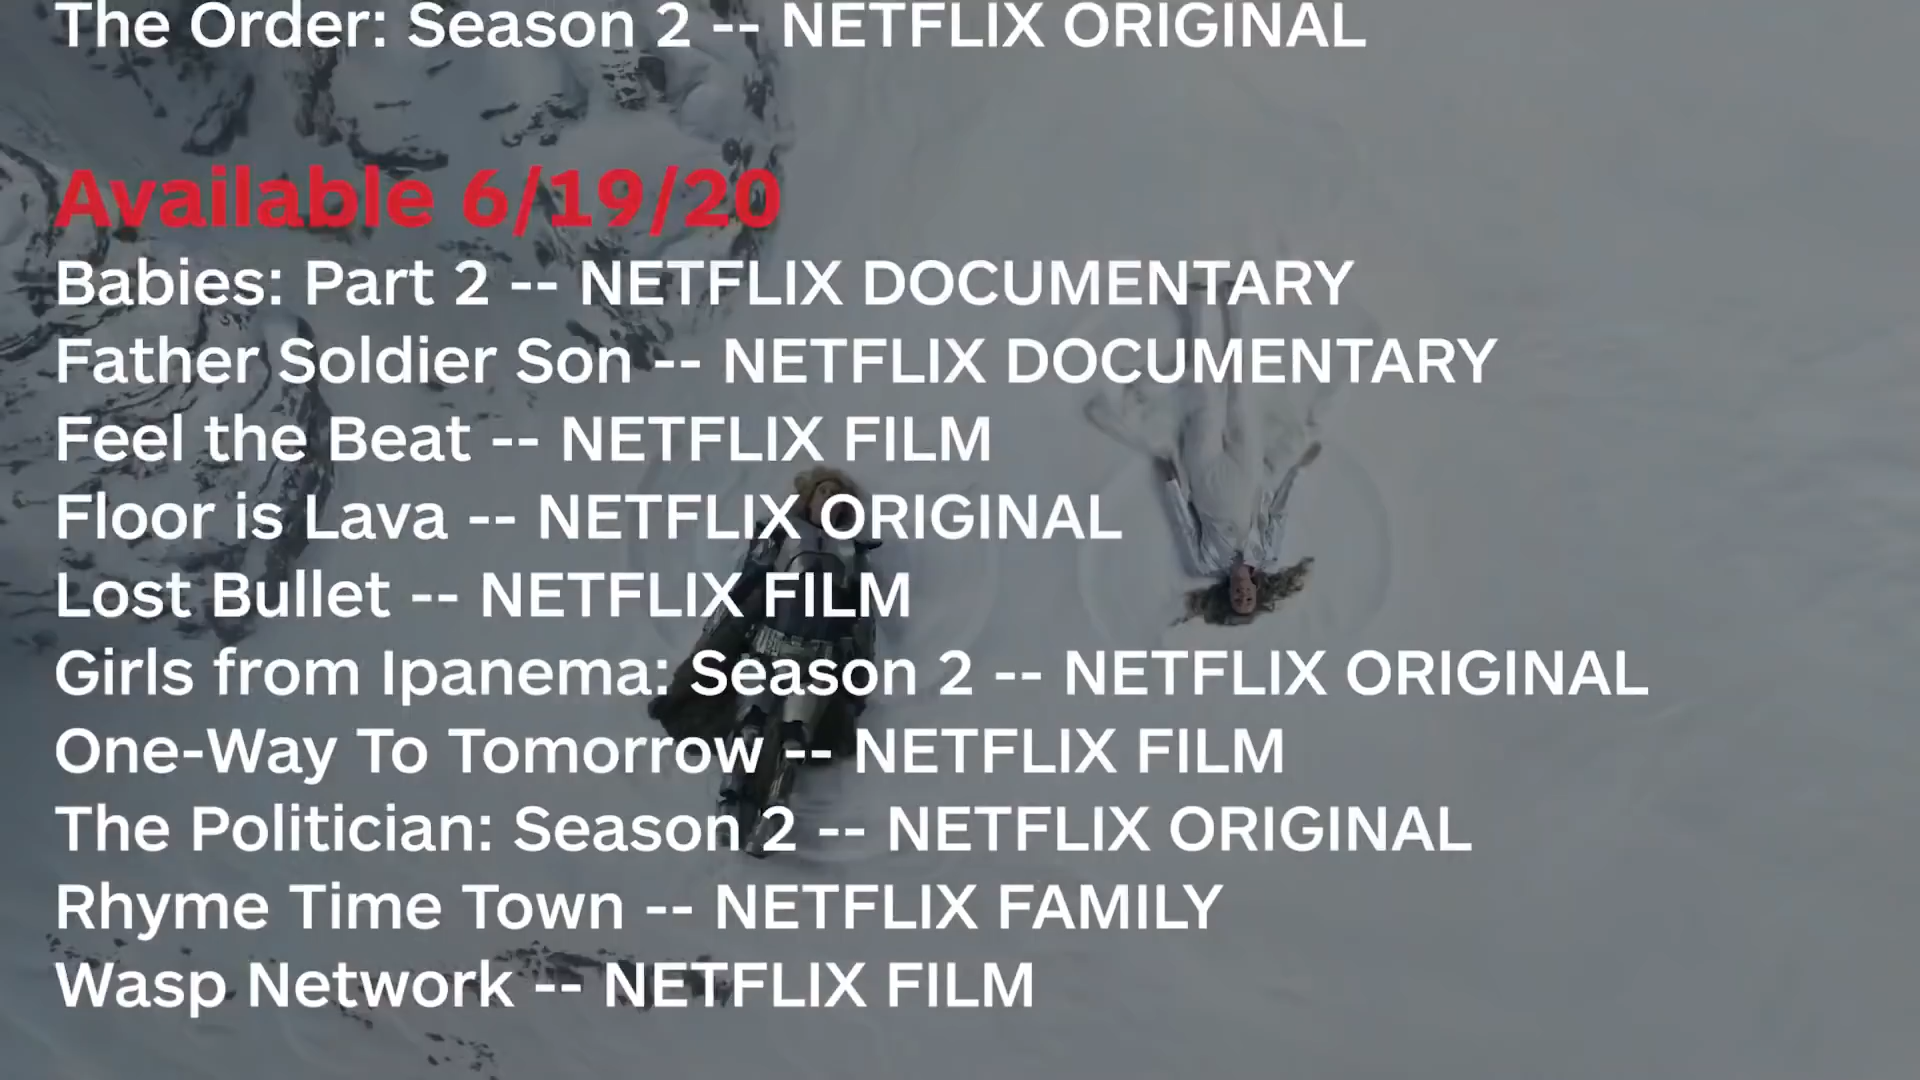 The Order: Season 2 -- NETFLIX ORIGINAL
Available 6/19/20
Babies: Part 2 -- NETFLIX DOCUMENTARY
Father Soldier Son -- NETFLIX DOCUMENTARY
Feel the Beat -- NETFLIX FILM
Floor is Lava -- NETFLIX ORIGINAL
Lost Bullet -- NETFLIX FILM
Girls from Ipanema: Season 2 -- NETFLIX ORIGINAL
One-Way To Tomorrow -- NETFLIX FILM
The Politician: Season 2 -- NETFLIX ORIGINAL
Rhyme Time Town -- NETFLIX FAMILY
Wasp Network -- NETFLIX FILM